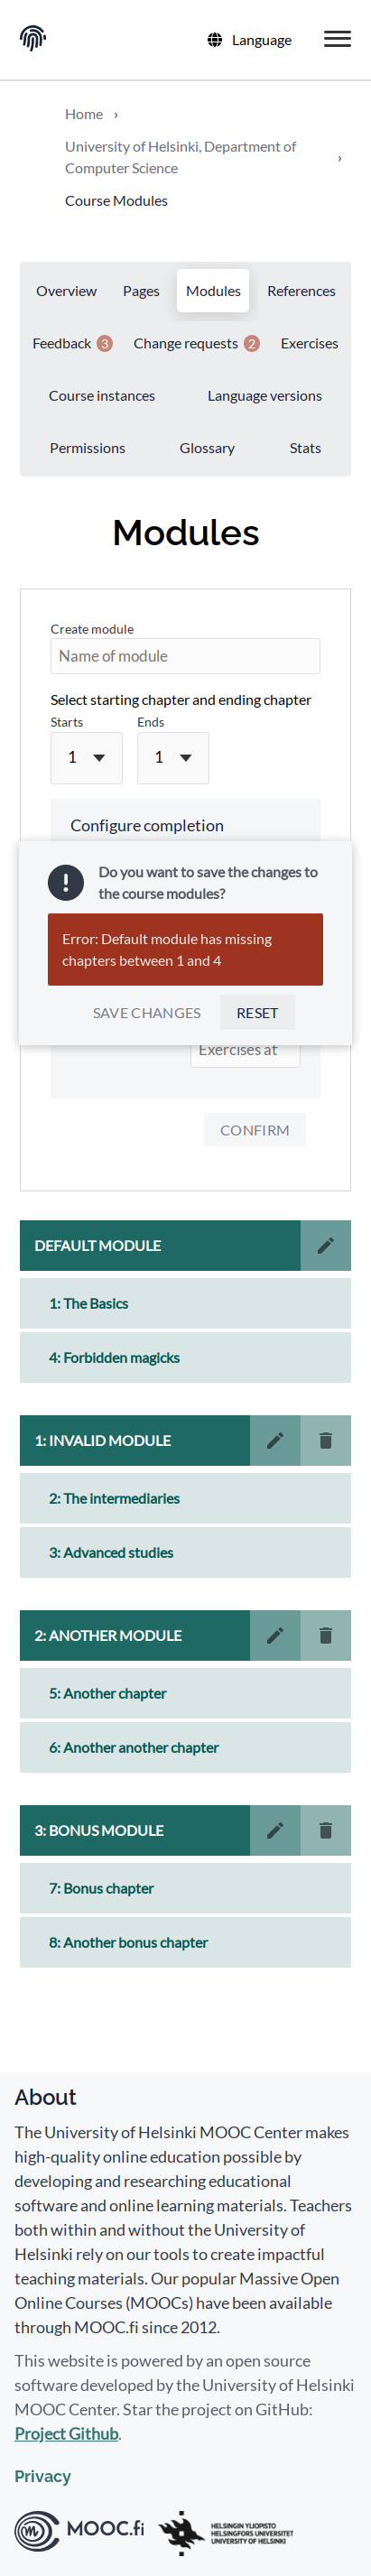 Language
Home ›
University of Helsinki, Department of
Computer Science ›
Course Modules
Overview Pages Modules References
Feedback 3 Change requests 2 Exercises
Course instances Language versions
Permissions Glossary Stats
Modules
Create module
Name of module
Select starting chapter and ending chapter
Starts Ends
1 1
Configure completion
Do you want to save the changes to
the course modules?
Error: Default module has missing
chapters between 1 and 4
SAVE CHANGES RESET
Exercises at
CONFIRM
DEFAULT MODULE
1: The Basics
4: Forbidden magicks
1: INVALID MODULE
2: The intermediaries
3: Advanced studies
2: ANOTHER MODULE
5: Another chapter
6: Another another chapter
3: BONUS MODULE
7: Bonus chapter
8: Another bonus chapter
About
The University of Helsinki MOOC Center makes
high-quality online education possible by
developing and researching educational
software and online learning materials. Teachers
both within and without the University of
Helsinki rely on our tools to create impactful
teaching materials. Our popular Massive Open
Online Courses (MOOCs) have been available
through MOOC.fi since 2012.
This website is powered by an open source
software developed by the University of Helsinki
MOOC Center. Star the project on GitHub:
Project Github.
Privacy
MOOC.fi
HELSINGIN YLIOPISTO
HELSINGFORS UNIVERSITET
UNIVERSITY OF HELSINKI